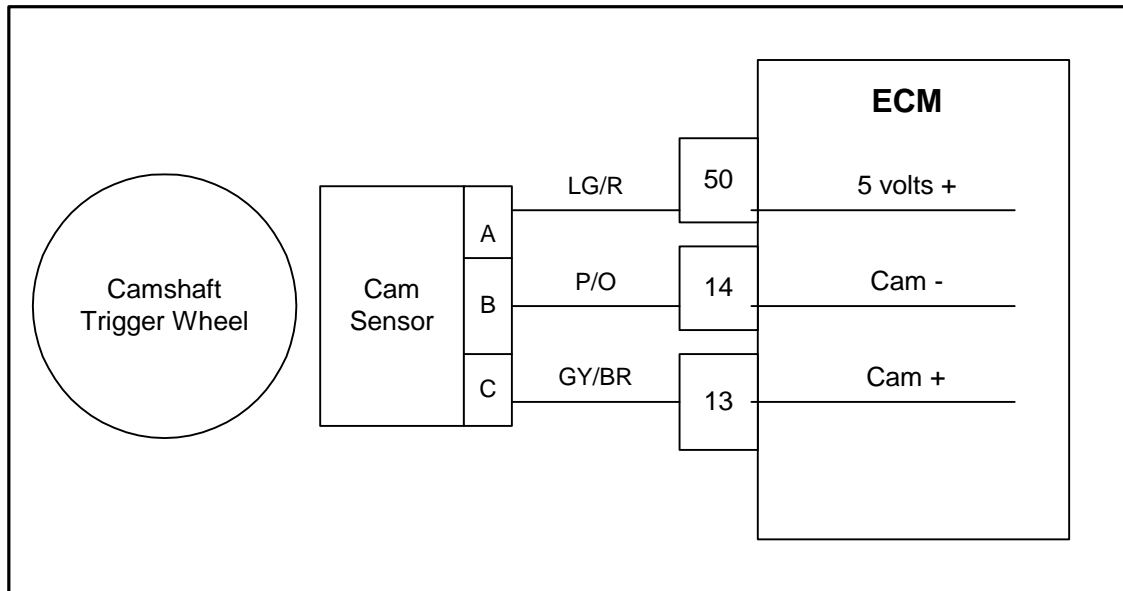 ECM
LG/R
50
5 volts +
A
P/O
14
Cam -
Camshaft
Trigger Wheel
Cam
Sensor
B
GY/BR
13
Cam +
C